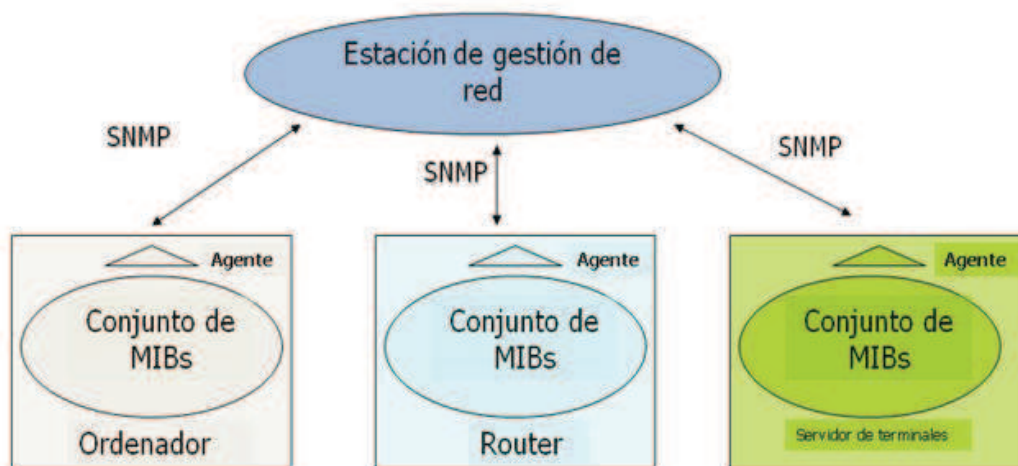 Estación de gestión de
red
SNMP
SNMP
SNMP
Agente
Conjunto de
MIBs
Ordenador
Agente
Conjunto de
MIBs
Router
Agente
Conjunto de
MIBs
Servidor de terminales